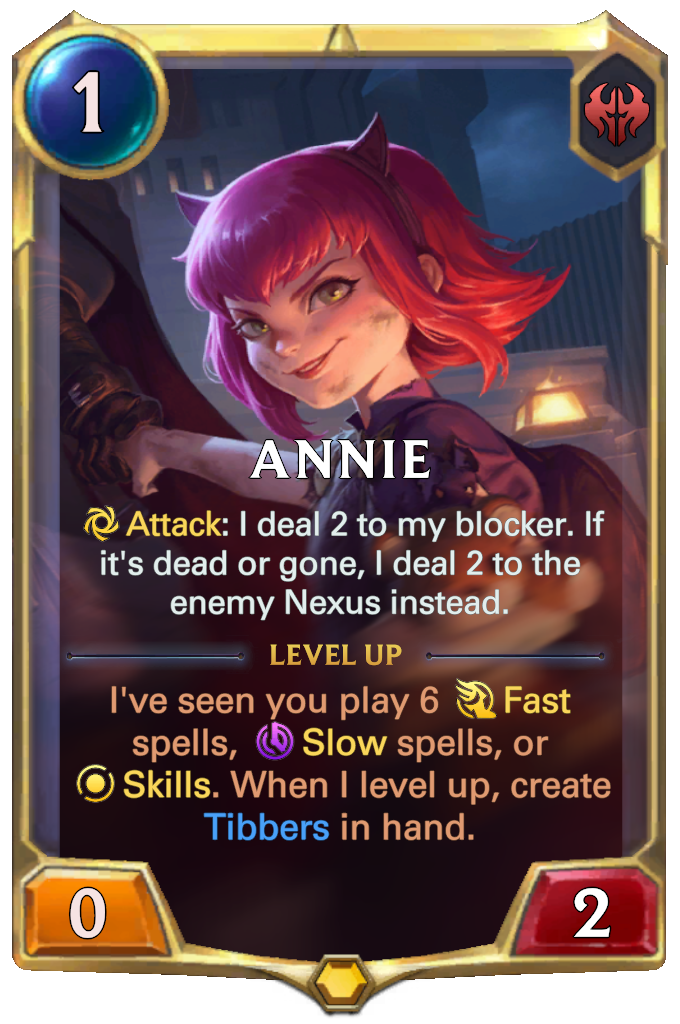 1
ANNIE
Attack: I deal 2 to my blocker. If
it's dead or gone, I deal 2 to the
enemy Nexus instead.
LEVEL UP
I've seen you play 6 Fast
spells, Slow spells, or
Skills. When I level up, create
Tibbers in hand.
0
2